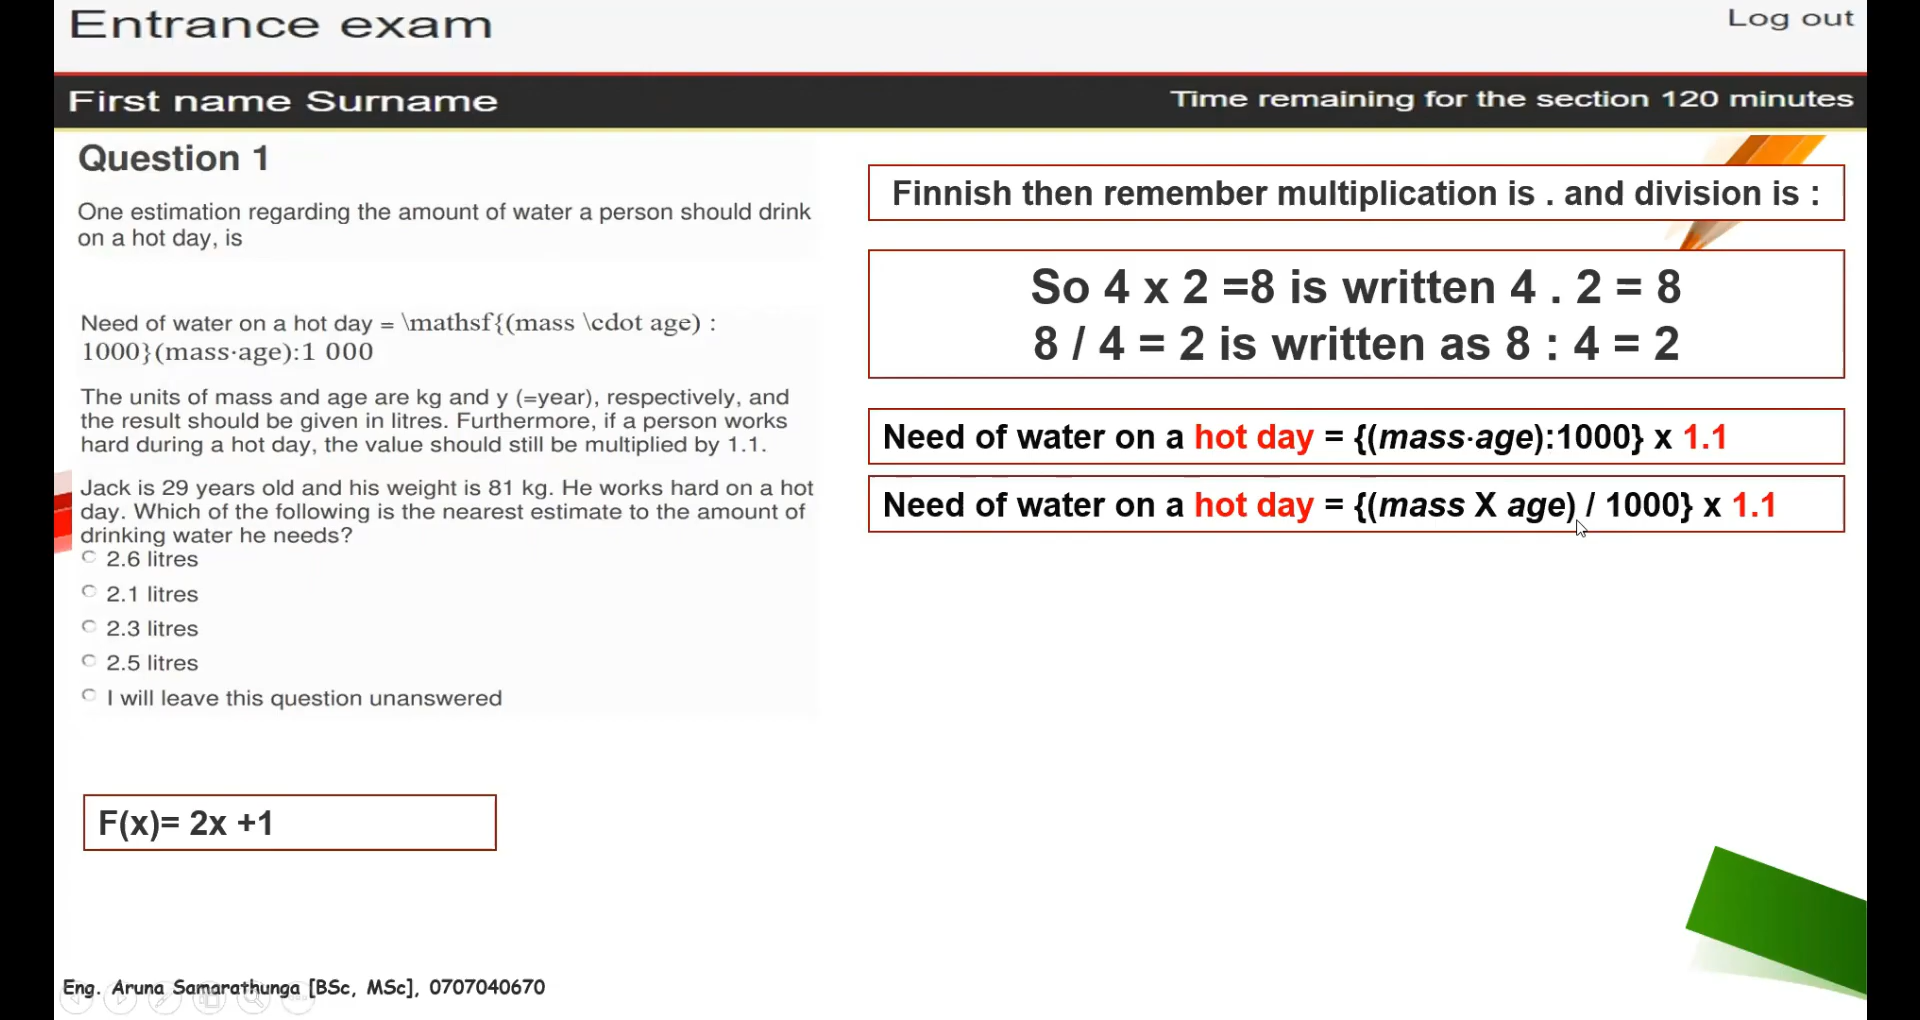 Entrance exam
Log out
First name Surname
Time remaining for the section 120 minutes
Question 1
One estimation regarding the amount of water a person should drink
on a hot day, is
Need of water on a hot day = \mathsf{(mass \cdot age) :
1000}(mass·age):1 000
The units of mass and age are kg and y (=year), respectively, and
the result should be given in litres. Furthermore, if a person works
hard during a hot day, the value should still be multiplied by 1.1.
Jack is 29 years old and his weight is 81 kg. He works hard on a hot
day. Which of the following is the nearest estimate to the amount of
drinking water he needs?
2.6 litres
2.1 litres
2.3 litres
2.5 litres
I will leave this question unanswered
F(x)= 2x +1
Finnish then remember multiplication is . and division is :
So 4 x 2 =8 is written 4 . 2 = 8
8 / 4 = 2 is written as 8 : 4 = 2
Need of water on a hot day = {(mass·age):1000} x 1.1
Need of water on a hot day = {(mass X age) / 1000} x 1.1
Eng. Aruna Samarathunga [BSc, MSc], 0707040670